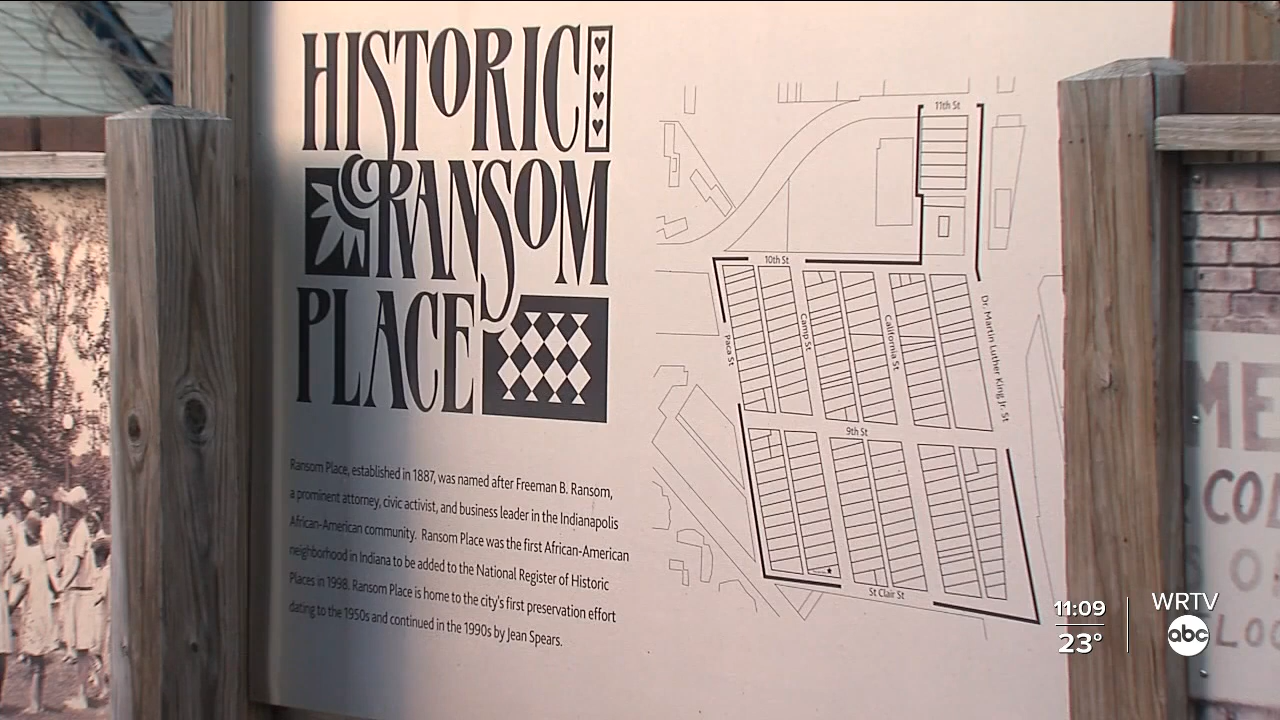 HISTORIC
RANSOM
PLACE
Ransom Place, established in 1887, was named after Freeman B. Ransom,
a prominent attorney, civic activist, and business leader in the Indianapolis
African-American community. Ransom Place was the first African-American
neighborhood in Indiana to be added to the National Register of Historic
Places in 1998. Ransom Place is home to the city's first preservation effort
dating to the 1950s and continued in the 1990s by Jean Spears.
11th St
10th St
Paca St
Camp St
California St
Dr. Martin Luther King Jr. St
9th St
St Clair St
ME
CO
LOO
11:09
23°
WRTV
abc